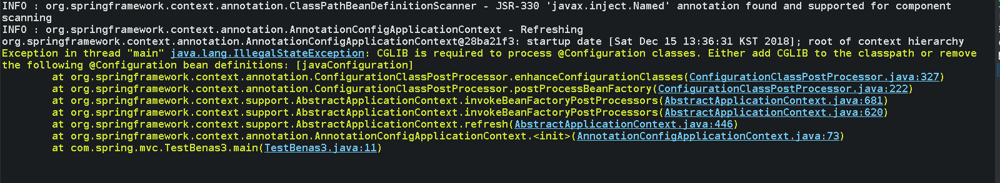 INFO : org.springframework.context.annotation.ClassPathBeanDefinitionScanner - JSR-330 'javax.inject.Named' annotation found and supported for component
scanning
INFO : org.springframework.context.annotation.AnnotationConfigApplicationContext - Refreshing
org.springframework.context.annotation.AnnotationConfigApplicationContext@28ba21f3: startup date [Sat Dec 15 13:36:31 KST 2018]; root of context hierarchy
Exception in thread "main" java.lang.IllegalStateException: CGLIB is required to process @Configuration classes. Either add CGLIB to the classpath or remove
the following @Configuration bean definitions: [javaConfiguration]
	at org.springframework.context.annotation.ConfigurationClassPostProcessor.enhanceConfigurationClasses(ConfigurationClassPostProcessor.java:327)
	at org.springframework.context.annotation.ConfigurationClassPostProcessor.postProcessBeanFactory(ConfigurationClassPostProcessor.java:222)
	at org.springframework.context.support.AbstractApplicationContext.invokeBeanFactoryPostProcessors(AbstractApplicationContext.java:681)
	at org.springframework.context.support.AbstractApplicationContext.invokeBeanFactoryPostProcessors(AbstractApplicationContext.java:620)
	at org.springframework.context.support.AbstractApplicationContext.refresh(AbstractApplicationContext.java:446)
	at org.springframework.context.annotation.AnnotationConfigApplicationContext.<init>(AnnotationConfigApplicationContext.java:73)
	at com.spring.mvc.TestBenas3.main(TestBenas3.java:11)